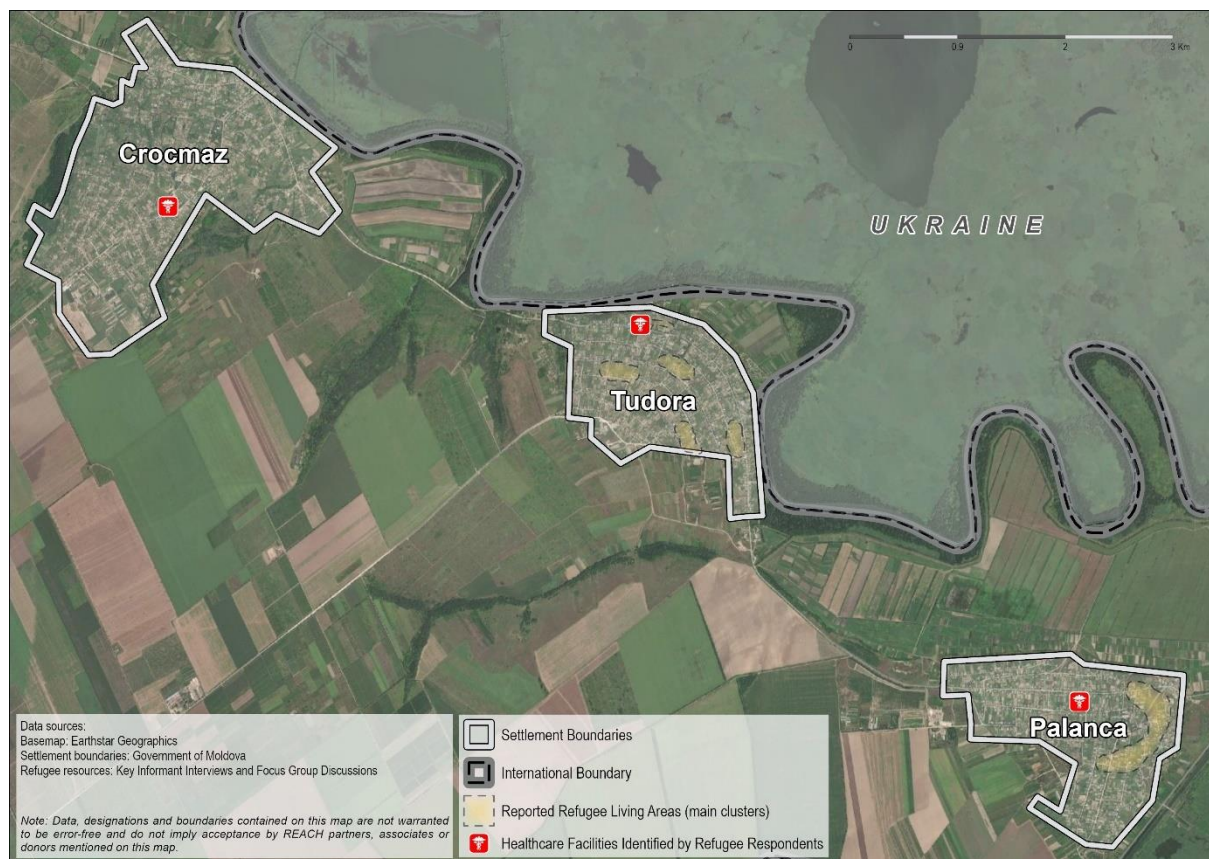 0 0.9 2 3 Km
Crocmaz
UKRAINE
Tudora
Palanca
Data sources:
Basemap: Earthstar Geographics
Settlement boundaries: Government of Moldova
Refugee resources: Key Informant Interviews and Focus Group Discussions
Note: Data, designations and boundaries contained on this map are not warranted
to be error-free and do not imply acceptance by REACH partners, associates or
donors mentioned on this map.
Settlement Boundaries
International Boundary
Reported Refugee Living Areas (main clusters)
Healthcare Facilities Identified by Refugee Respondents